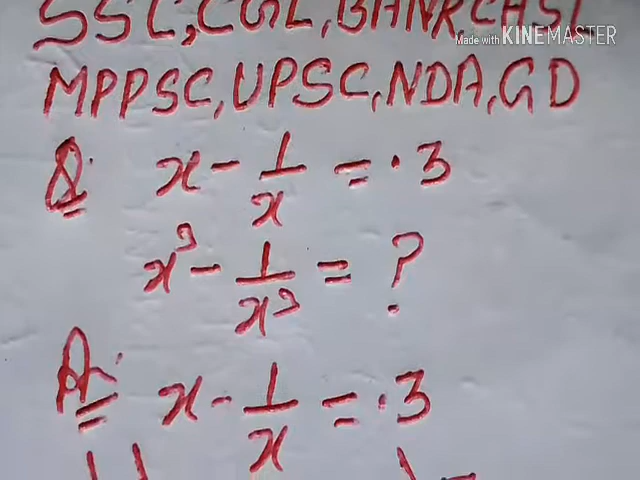 SSC, CGL, BANK CHSL
Made with KINEMASTER
MPPSC, UPSC, NDA, GD
Q. x - 1/x = .3
x³ - 1/x³ = ?
A. x - 1/x = .3